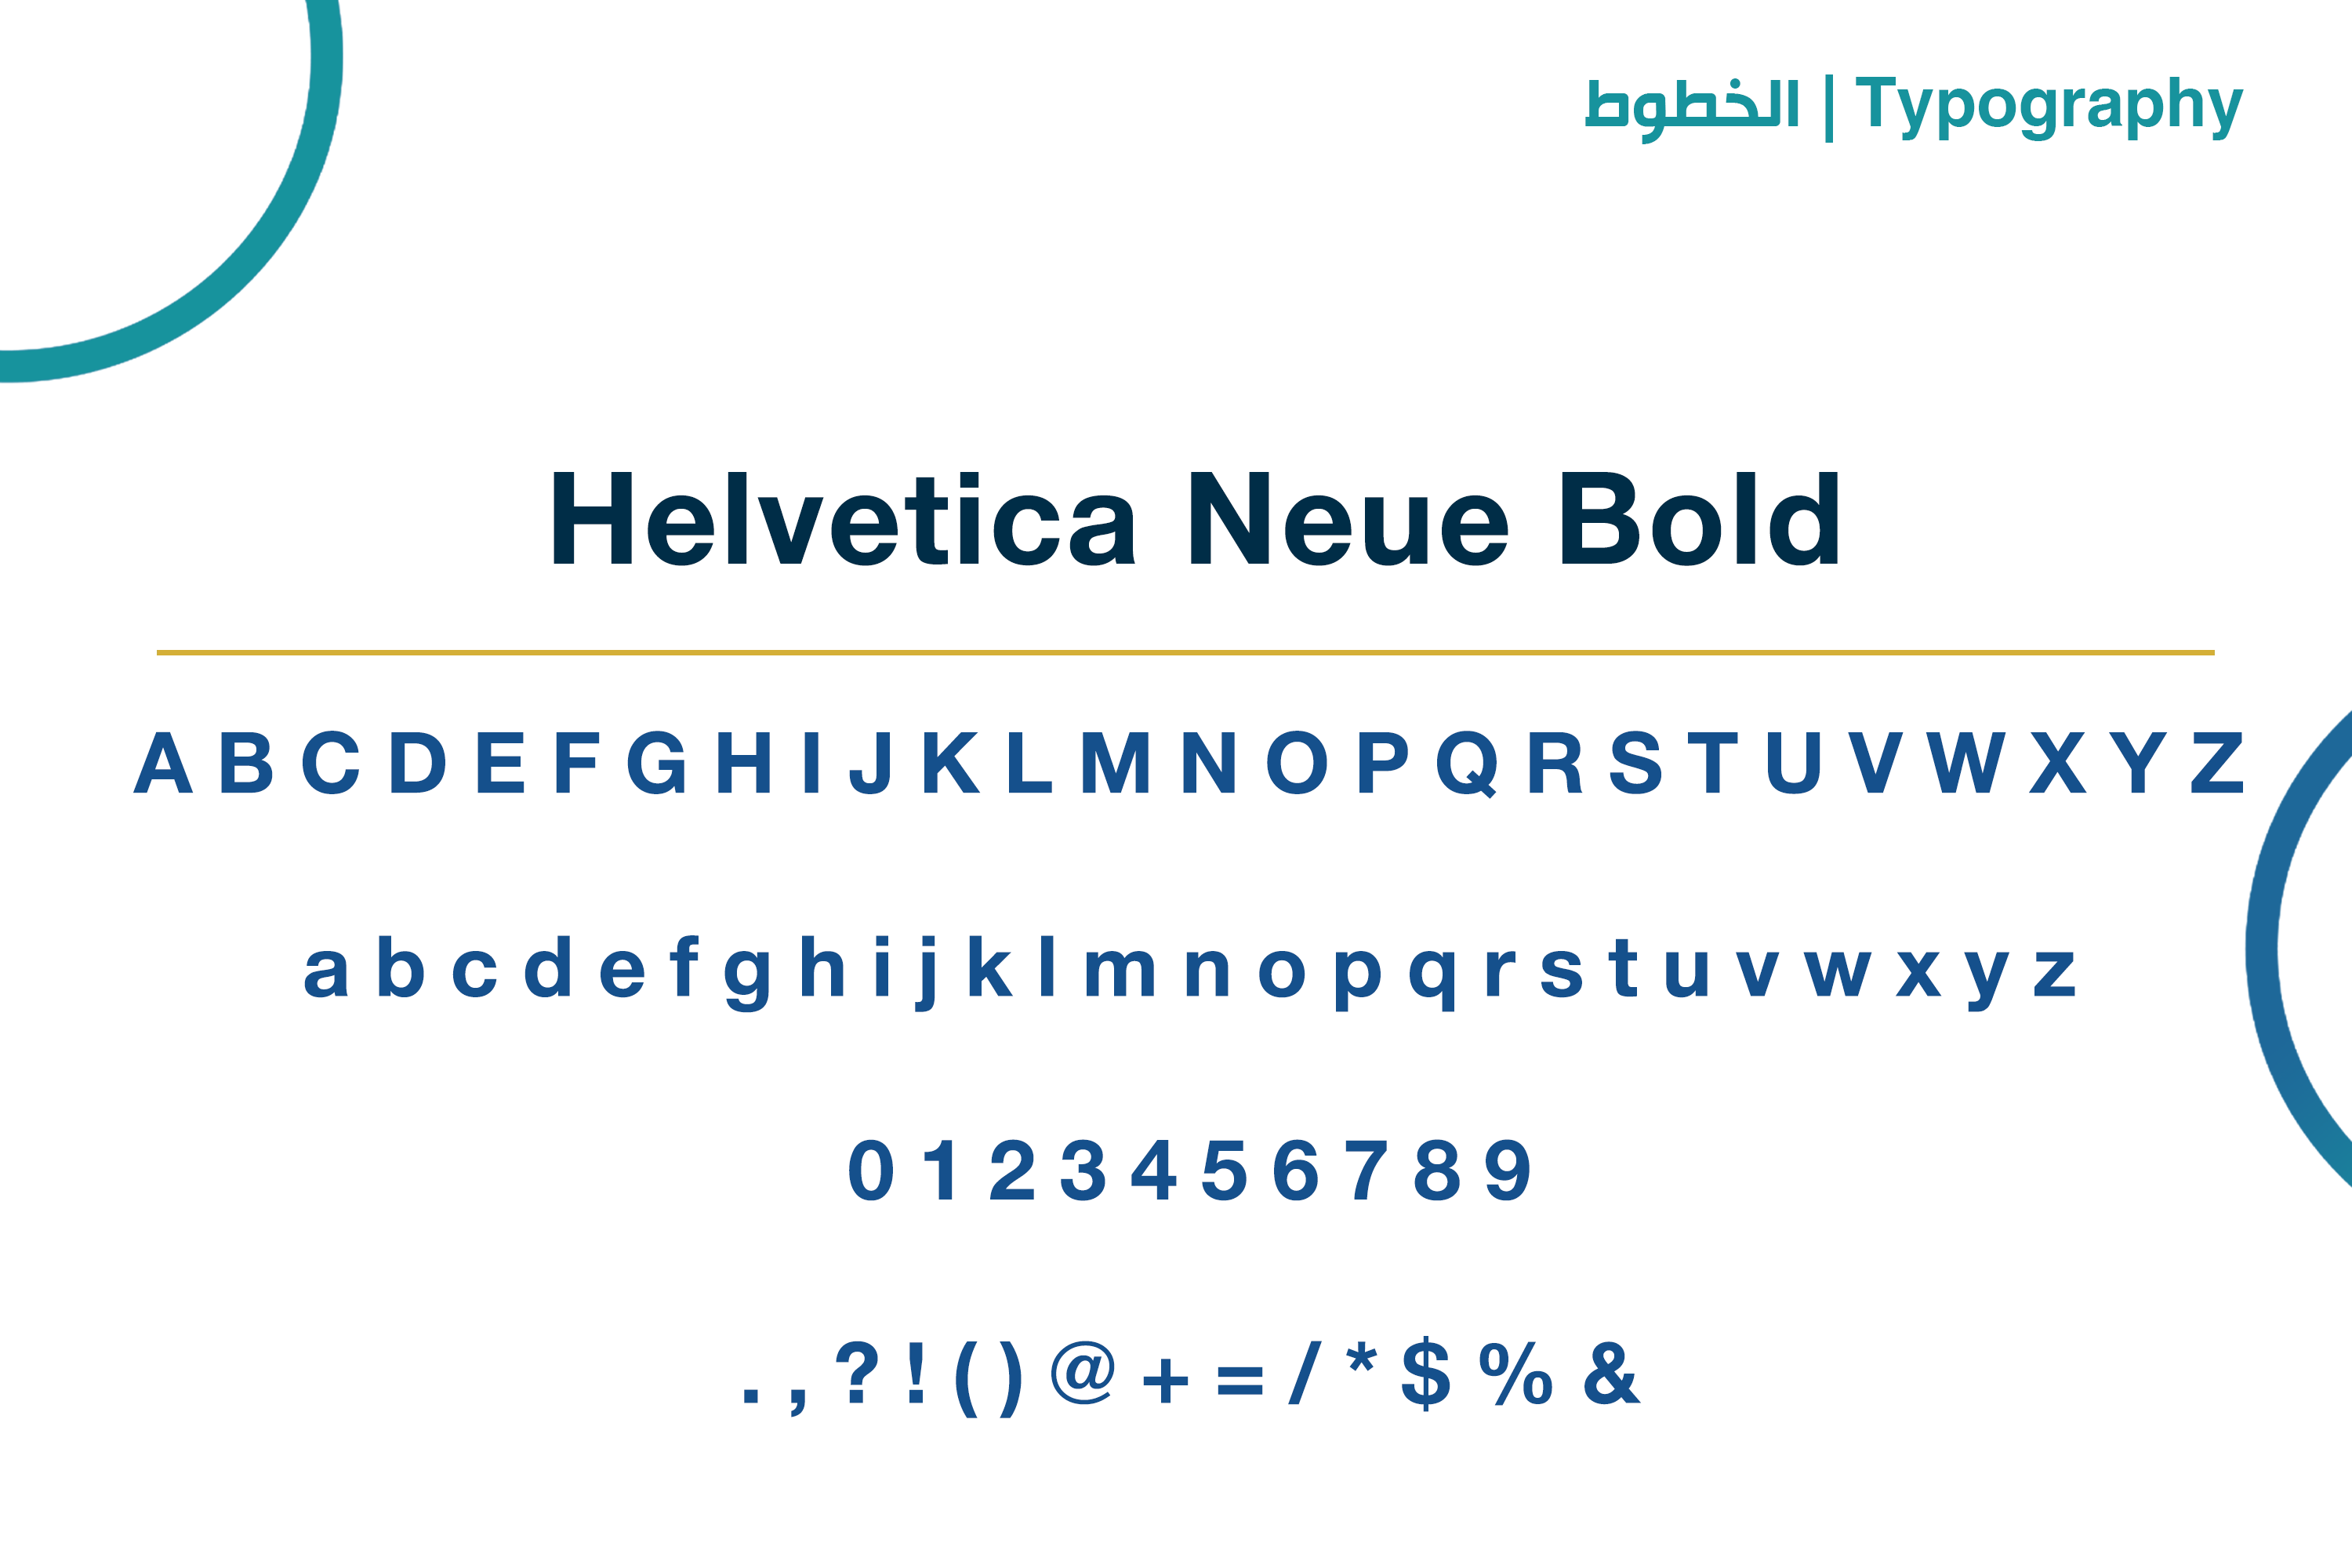 الخطوط | Typography
Helvetica Neue Bold
A B C D E F G H I J K L M N O P Q R S T U V W X Y Z
a b c d e f g h i j k l m n o p q r s t u v w x y z
0 1 2 3 4 5 6 7 8 9
. , ? ! ( ) @ + = / * $ % &